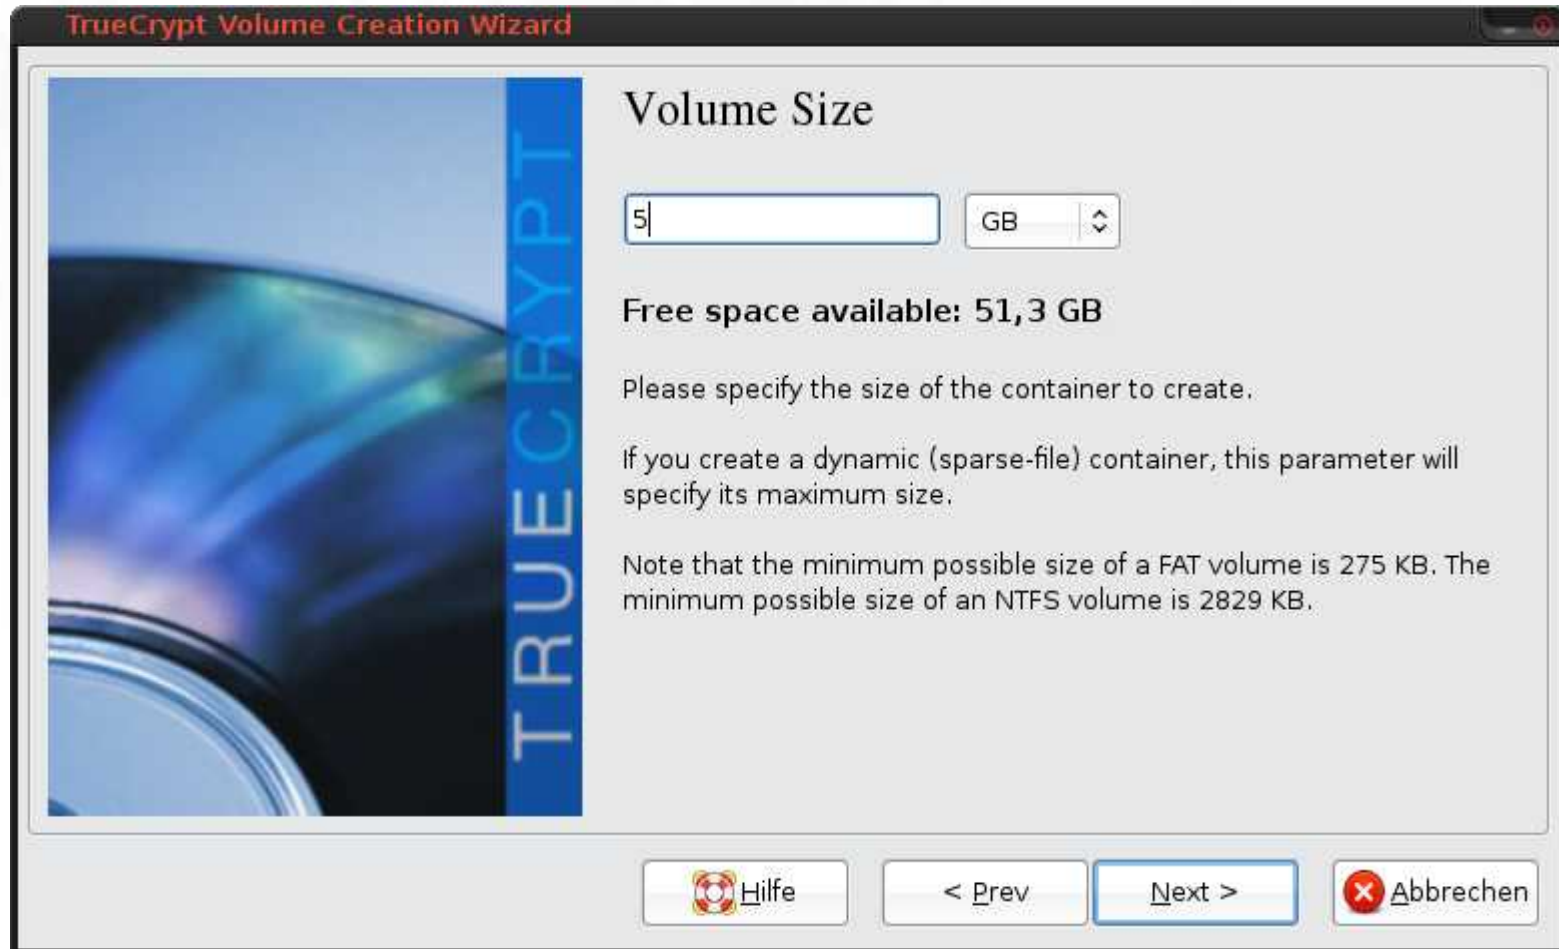 TrueCrypt Volume Creation Wizard
TRUECRYPT
Volume Size
5
GB
Free space available: 51,3 GB
Please specify the size of the container to create.
If you create a dynamic (sparse-file) container, this parameter will
specify its maximum size.
Note that the minimum possible size of a FAT volume is 275 KB. The
minimum possible size of an NTFS volume is 2829 KB.
Hilfe
< Prev
Next >
Abbrechen